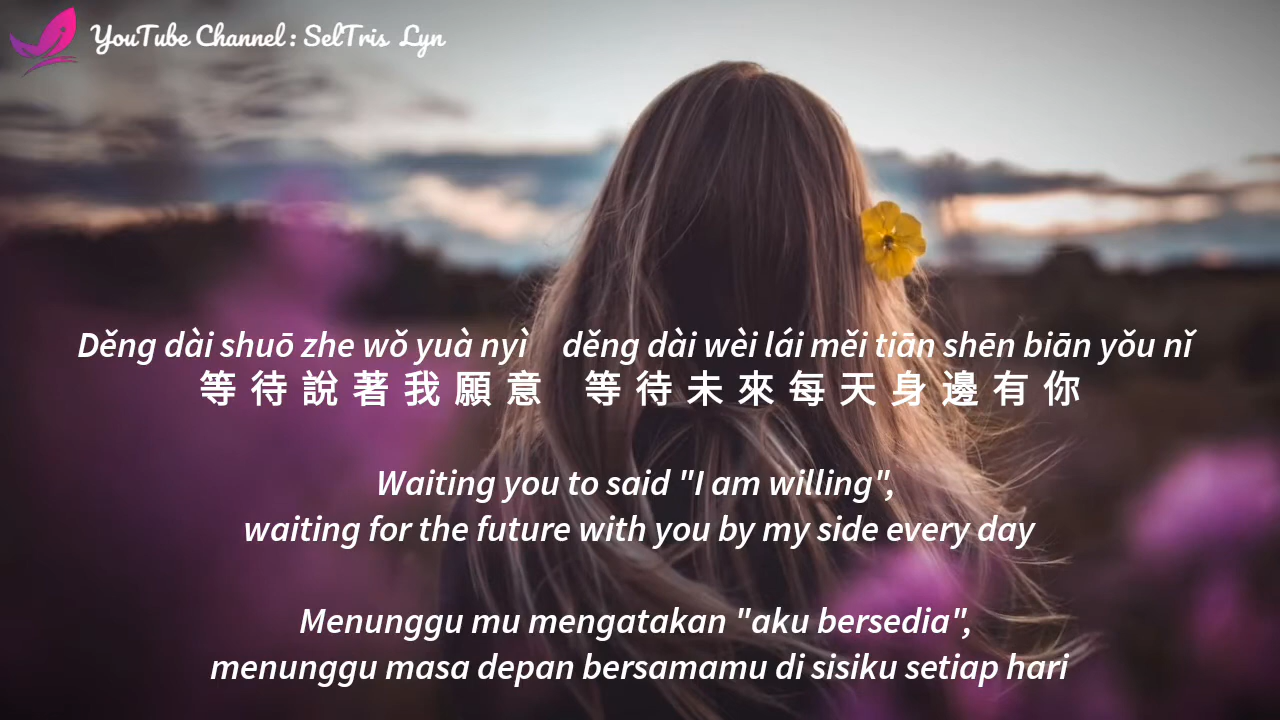 YouTube Channel : SelTris Lyn
Děng dài shuō zhe wǒ yuà nyì děng dài wèi lái měi tiān shēn biān yǒu nǐ
等待說著我願意 等待未來每天身邊有你
Waiting you to said "I am willing",
waiting for the future with you by my side every day
Menunggu mu mengatakan "aku bersedia",
menunggu masa depan bersamamu di sisiku setiap hari